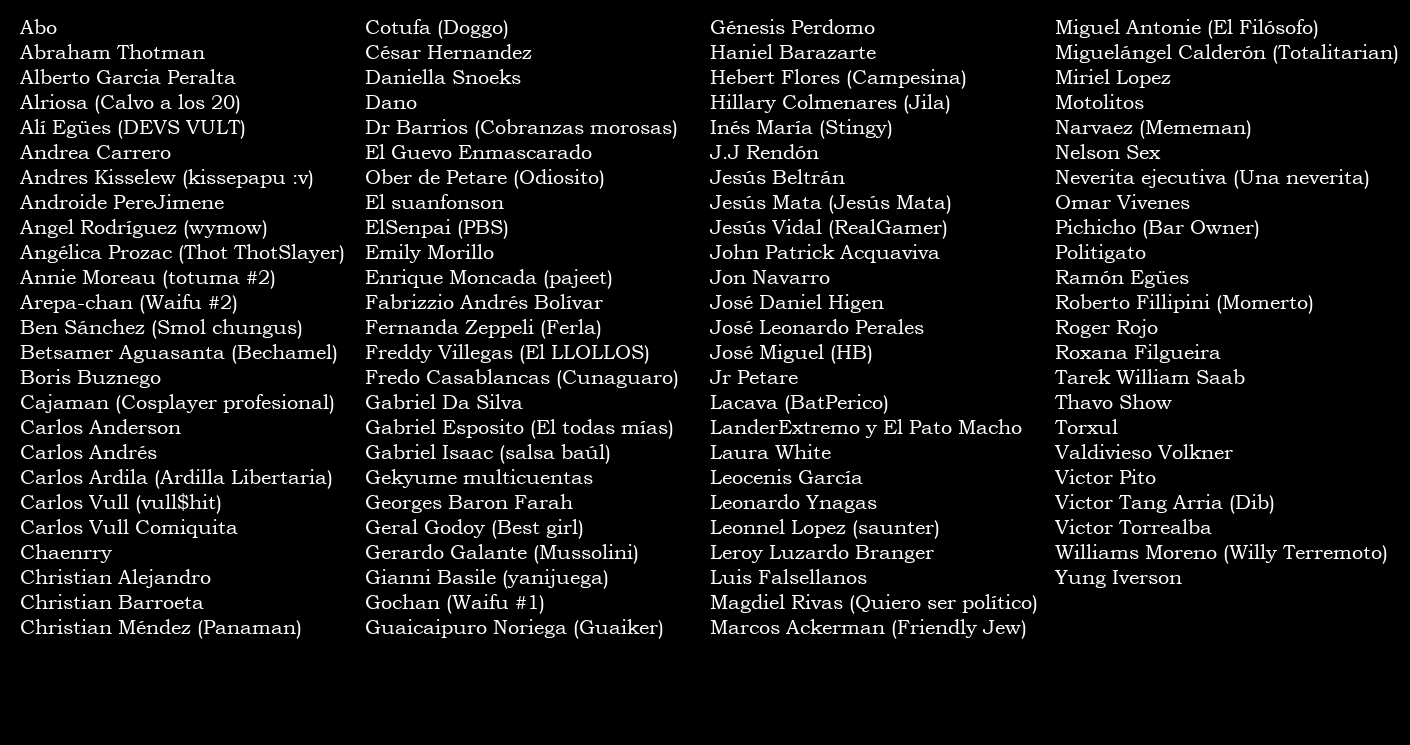 Abo
Abraham Thotman
Alberto Garcia Peralta
Alriosa (Calvo a los 20)
Alí Egües (DEVS VULT)
Andrea Carrero
Andres Kisselew (kissepapu :v)
Androide PereJimene
Angel Rodríguez (wymow)
Angélica Prozac (Thot ThotSlayer)
Annie Moreau (totuma #2)
Arepa-chan (Waifu #2)
Ben Sánchez (Smol chungus)
Betsamer Aguasanta (Bechamel)
Boris Buznego
Cajaman (Cosplayer profesional)
Carlos Anderson
Carlos Andrés
Carlos Ardila (Ardilla Libertaria)
Carlos Vull (vull$hit)
Carlos Vull Comiquita
Chaenrry
Christian Alejandro
Christian Barroeta
Christian Méndez (Panaman)
Cotufa (Doggo)
César Hernandez
Daniella Snoeks
Dano
Dr Barrios (Cobranzas morosas)
El Guevo Enmascarado
Ober de Petare (Odiosito)
El suanfonson
ElSenpai (PBS)
Emily Morillo
Enrique Moncada (pajeet)
Fabrizzio Andrés Bolívar
Fernanda Zeppeli (Ferla)
Freddy Villegas (El LLOLLOS)
Fredo Casablancas (Cunaguaro)
Gabriel Da Silva
Gabriel Esposito (El todas mías)
Gabriel Isaac (salsa baúl)
Gekyume multicuentas
Georges Baron Farah
Geral Godoy (Best girl)
Gerardo Galante (Mussolini)
Gianni Basile (yanijuega)
Gochan (Waifu #1)
Guaicaipuro Noriega (Guaiker)
Génesis Perdomo
Haniel Barazarte
Hebert Flores (Campesina)
Hillary Colmenares (Jila)
Inés María (Stingy)
J.J Rendón
Jesús Beltrán
Jesús Mata (Jesús Mata)
Jesús Vidal (RealGamer)
John Patrick Acquaviva
Jon Navarro
José Daniel Higen
José Leonardo Perales
José Miguel (HB)
Jr Petare
Lacava (BatPerico)
LanderExtremo y El Pato Macho
Laura White
Leocenis García
Leonardo Ynagas
Leonnel Lopez (saunter)
Leroy Luzardo Branger
Luis Falsellanos
Magdiel Rivas (Quiero ser político)
Marcos Ackerman (Friendly Jew)
Miguel Antonie (El Filósofo)
Miguelángel Calderón (Totalitarian)
Miriel Lopez
Motolitos
Narvaez (Mememan)
Nelson Sex
Neverita ejecutiva (Una neverita)
Omar Vivenes
Pichicho (Bar Owner)
Politigato
Ramón Egües
Roberto Fillipini (Momerto)
Roger Rojo
Roxana Filgueira
Tarek William Saab
Thavo Show
Torxul
Valdivieso Volkner
Victor Pito
Victor Tang Arria (Dib)
Victor Torrealba
Williams Moreno (Willy Terremoto)
Yung Iverson